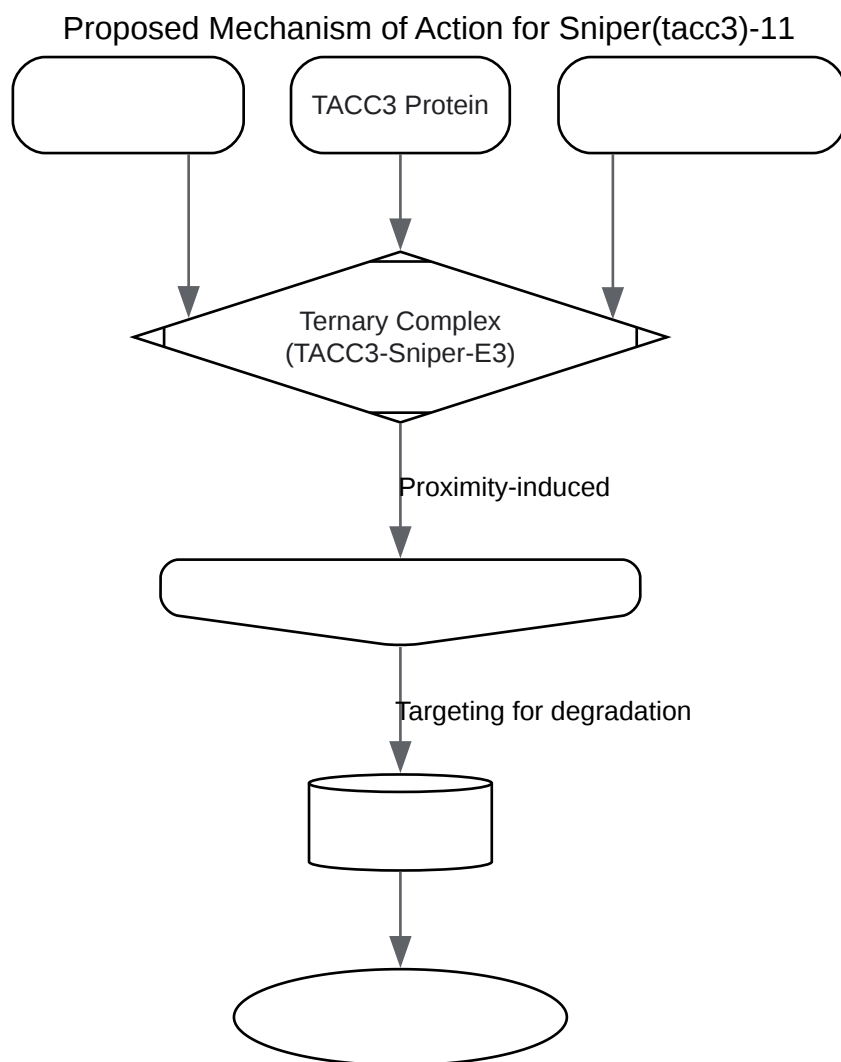 Proposed Mechanism of Action for Sniper(tacc3)-11
TACC3 Protein
Ternary Complex
(TACC3-Sniper-E3)
Proximity-induced
Targeting for degradation